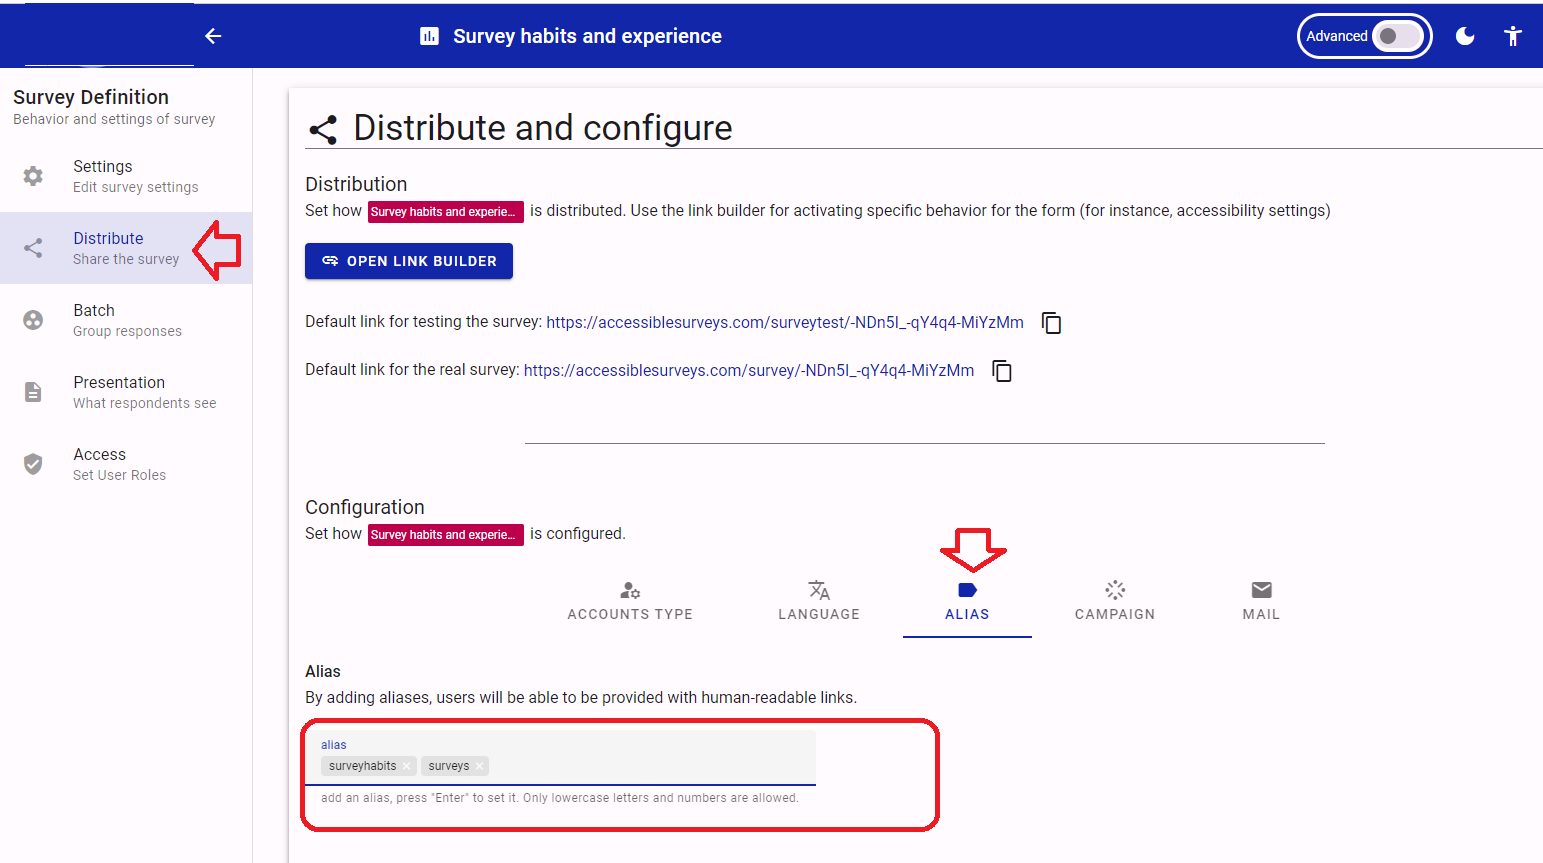 Survey habits and experience
Advanced
Survey Definition
Behavior and settings of survey
Settings
Edit survey settings
Distribute
Share the survey
Batch
Group responses
Presentation
What respondents see
Access
Set User Roles
Distribute and configure
Distribution
Set how Survey habits and experie... is distributed. Use the link builder for activating specific behavior for the form (for instance, accessibility settings)
OPEN LINK BUILDER
Default link for testing the survey: https://accessiblesurveys.com/surveytest/-NDn5I_-qY4q4-MiYzMm
Default link for the real survey: https://accessiblesurveys.com/survey/-NDn5I_-qY4q4-MiYzMm
Configuration
Set how Survey habits and experie... is configured.
ACCOUNTS TYPE LANGUAGE ALIAS CAMPAIGN MAIL
Alias
By adding aliases, users will be able to be provided with human-readable links.
alias
surveyhabits × surveys ×
add an alias, press "Enter" to set it. Only lowercase letters and numbers are allowed.